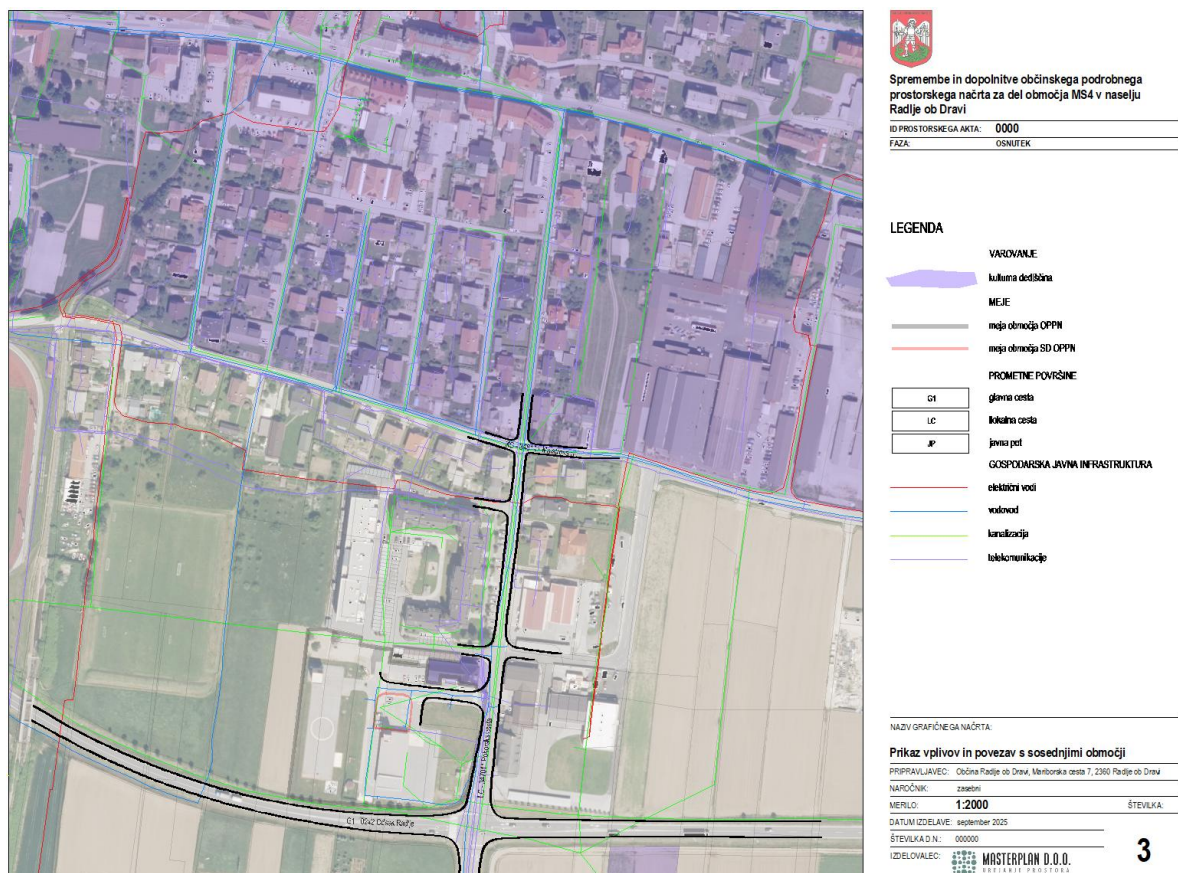 Spremembe in dopolnitve občinskega podrobnega
prostorskega načrta za del območja MS4 v naselju
Radlje ob Dravi
ID PROSTORSKEGA AKTA: 0000
FAZA: OSNUTEK
LEGENDA
VAROVANJE
kulturna dediščina
MEJE
meja območja OPPN
meja območja SD OPPN
PROMETNE POVRŠINE
G1 glavna cesta
LC lokalna cesta
JP javna pot
GOSPODARSKA JAVNA INFRASTRUKTURA
električni vodi
vodovod
kanalizacija
telekomunikacije
G1 Radlje
LC
NAZIV GRAFIČNEGA NAČRTA:
Prikaz vplivov in povezav s sosednjimi območji
PRIPRAVLJAVEC: Občina Radlje ob Dravi, Mariborska cesta 7, 2360 Radlje ob Dravi
NAROČNIK: zasebni
MERILO: 1:2000 ŠTEVILKA:
DATUM IZDELAVE: september 2025
ŠTEVILKA D.N.: 000000
3
IZDELOVALEC: MASTERPLAN D.O.O.
UREJANJE PROSTORA